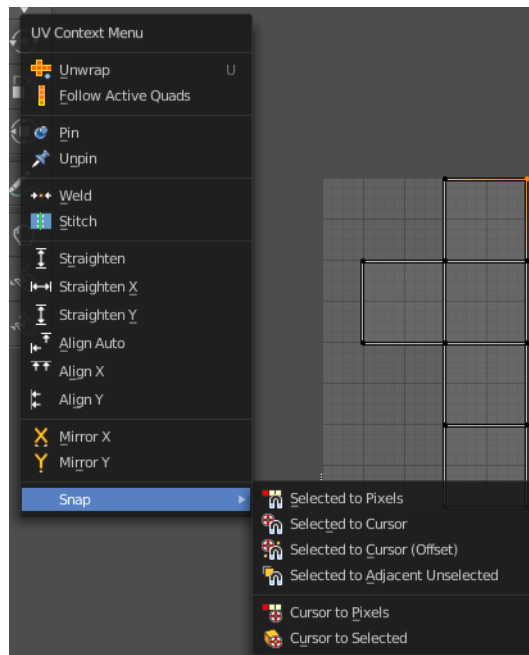 UV Context Menu
Unwrap U
Follow Active Quads
Pin
Unpin
Weld
Stitch
Straighten
Straighten X
Straighten Y
Align Auto
Align X
Align Y
Mirror X
Mirror Y
Snap
Selected to Pixels
Selected to Cursor
Selected to Cursor (Offset)
Selected to Adjacent Unselected
Cursor to Pixels
Cursor to Selected